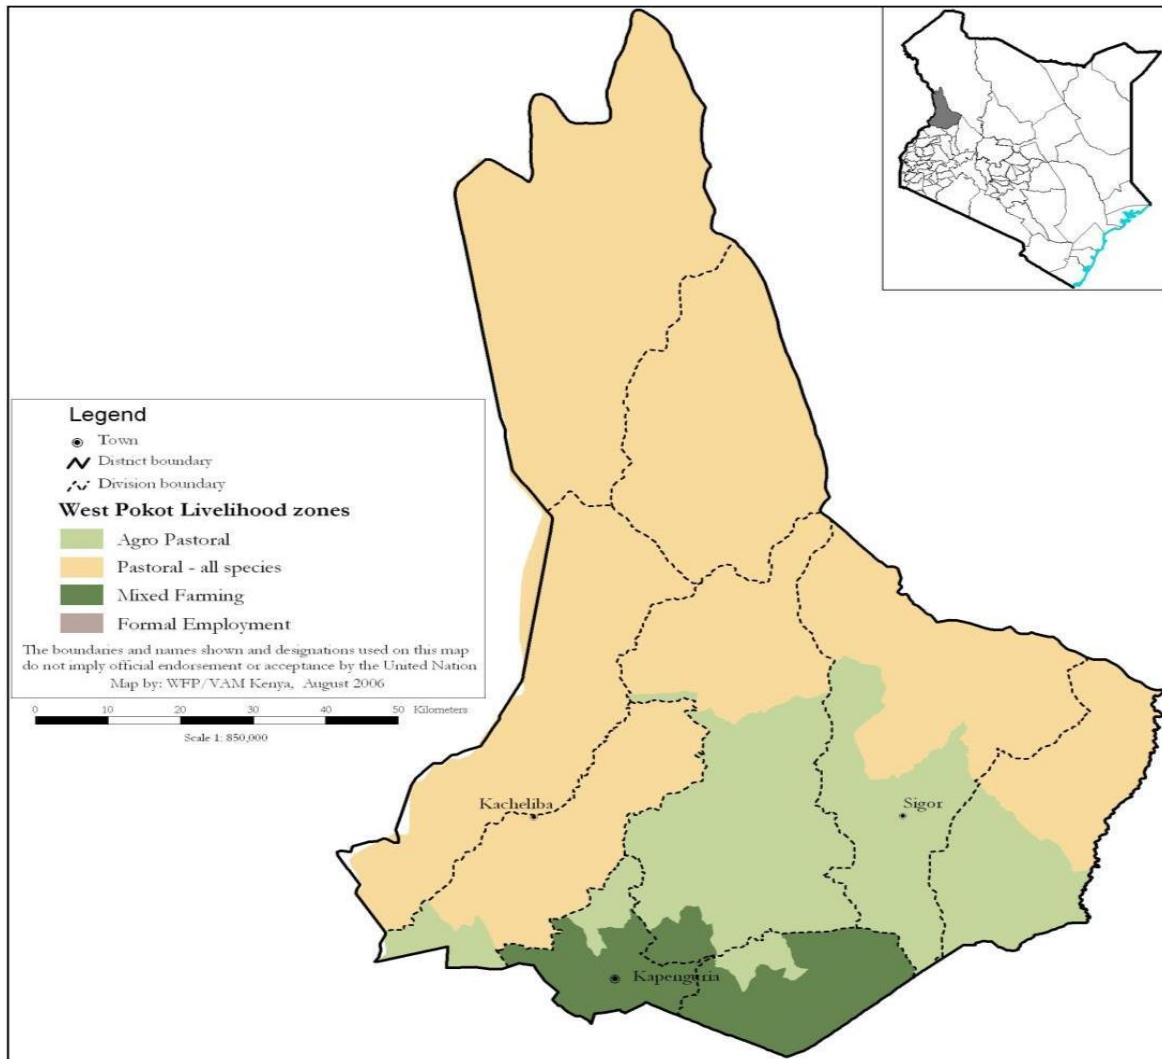 Legend
Town
District boundary
Division boundary
West Pokot Livelihood zones
Agro Pastoral
Pastoral - all species
Mixed Farming
Formal Employment
The boundaries and names shown and designations used on this map
do not imply official endorsement or acceptance by the United Nation
Map by: WFP/VAM Kenya, August 2006
0 10 20 30 40 50 Kilometers
Scale 1: 850,000
Kacheliba
Sigor
Kapenguria